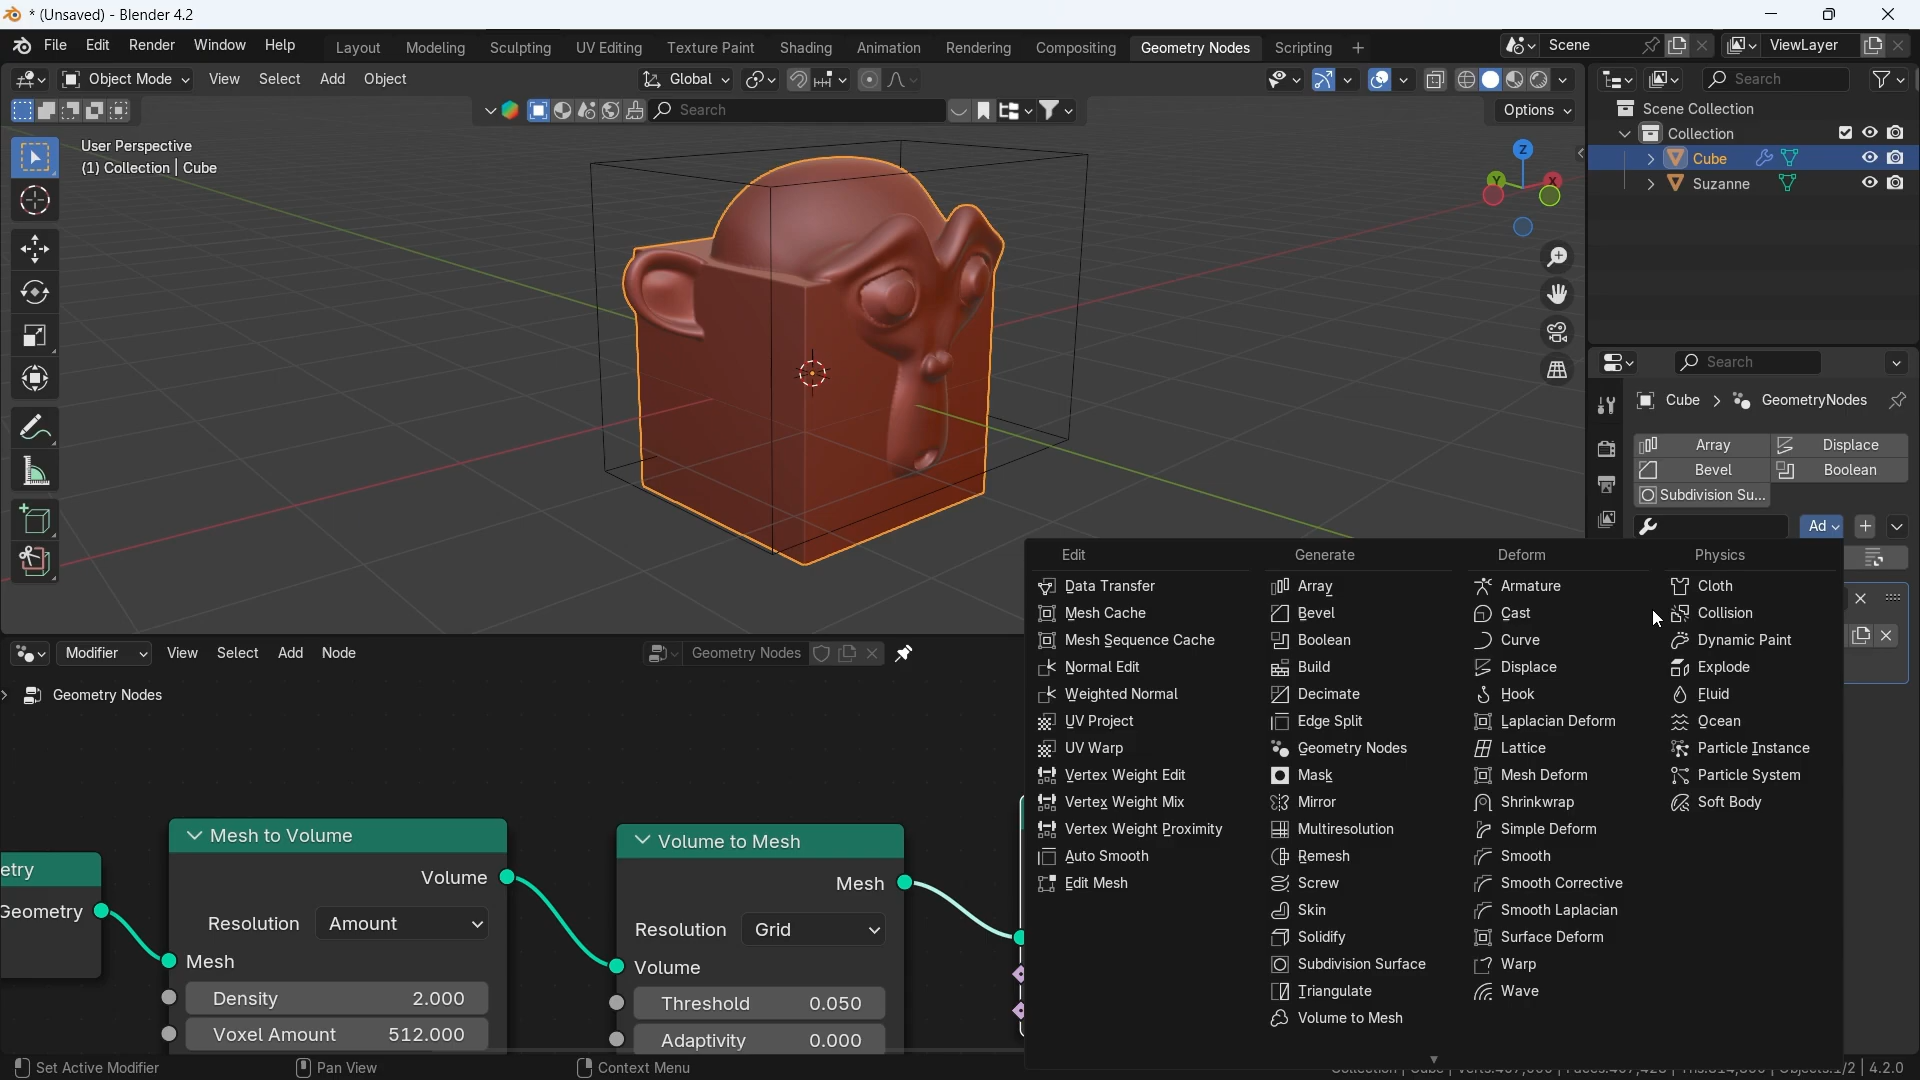 * (Unsaved) - Blender 4.2
File Edit Render Window Help Layout Modeling Sculpting UV Editing Texture Paint Shading Animation Rendering Compositing Geometry Nodes Scripting + Scene ViewLayer
Object Mode View Select Add Object Global Search
Search Options
User Perspective
(1) Collection | Cube
Z
Y X
Scene Collection
Collection
Cube
Suzanne
Search
Cube > GeometryNodes
Array Displace
Bevel Boolean
Subdivision Su...
Ad
Edit
Data Transfer
Mesh Cache
Mesh Sequence Cache
Normal Edit
Weighted Normal
UV Project
UV Warp
Vertex Weight Edit
Vertex Weight Mix
Vertex Weight Proximity
Auto Smooth
Edit Mesh
Generate
Array
Bevel
Boolean
Build
Decimate
Edge Split
Geometry Nodes
Mask
Mirror
Multiresolution
Remesh
Screw
Skin
Solidify
Subdivision Surface
Triangulate
Volume to Mesh
Deform
Armature
Cast
Curve
Displace
Hook
Laplacian Deform
Lattice
Mesh Deform
Shrinkwrap
Simple Deform
Smooth
Smooth Corrective
Smooth Laplacian
Surface Deform
Warp
Wave
Physics
Cloth
Collision
Dynamic Paint
Explode
Fluid
Ocean
Particle Instance
Particle System
Soft Body
Modifier View Select Add Node Geometry Nodes
Geometry Nodes
etry
Geometry
Mesh to Volume
Volume
Resolution Amount
Mesh
Density 2.000
Voxel Amount 512.000
Volume to Mesh
Mesh
Resolution Grid
Volume
Threshold 0.050
Adaptivity 0.000
Set Active Modifier Pan View Context Menu 4.2.0